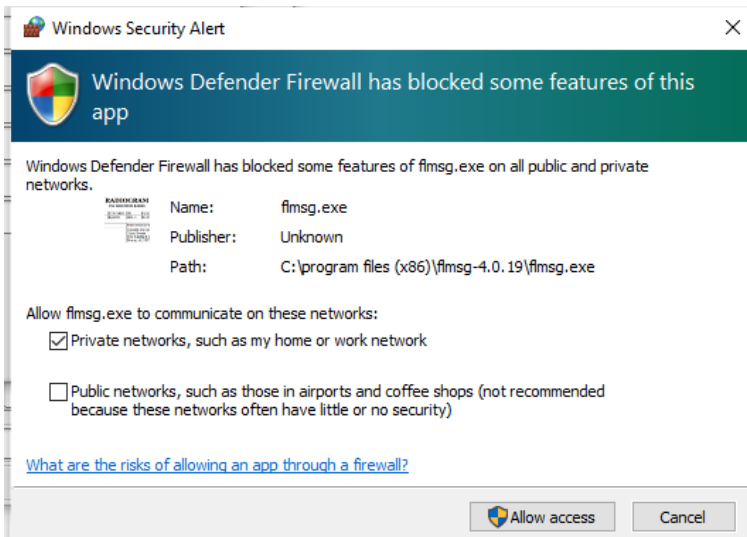 Windows Security Alert
Windows Defender Firewall has blocked some features of this
app
Windows Defender Firewall has blocked some features of flmsg.exe on all public and private
networks.
RADIOGRAM
Name: flmsg.exe
Publisher: Unknown
Path: C:\program files (x86)\flmsg-4.0.19\flmsg.exe
Allow flmsg.exe to communicate on these networks:
Private networks, such as my home or work network
Public networks, such as those in airports and coffee shops (not recommended
because these networks often have little or no security)
What are the risks of allowing an app through a firewall?
Allow access
Cancel